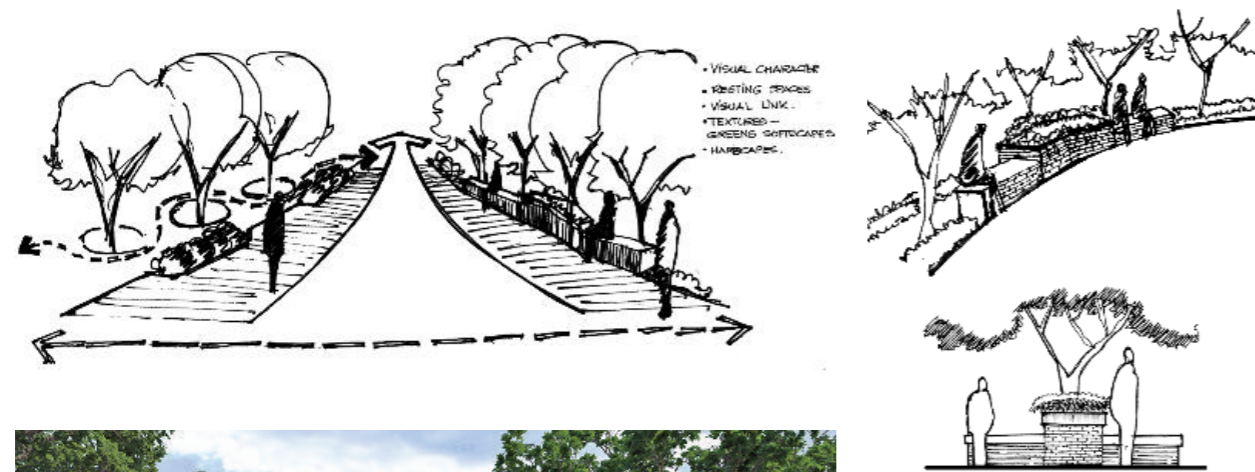 • VISUAL CHARACTER
• RESTING SPACES
• VISUAL LINK.
• TEXTURED –
GREENS SOFTSCAPES
• HARDSCAPES.